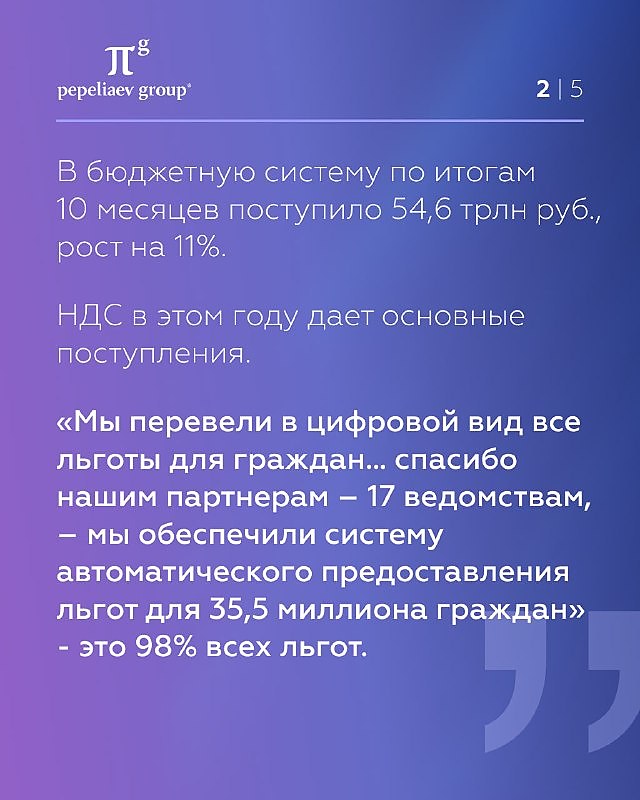 πg
pepeliaev group®
2 | 5
В бюджетную систему по итогам
10 месяцев поступило 54,6 трлн руб.,
рост на 11%.
НДС в этом году дает основные
поступления.
«Мы перевели в цифровой вид все
льготы для граждан... спасибо
нашим партнерам – 17 ведомствам,
– мы обеспечили систему
автоматического предоставления
льгот для 35,5 миллиона граждан»
- это 98% всех льгот.